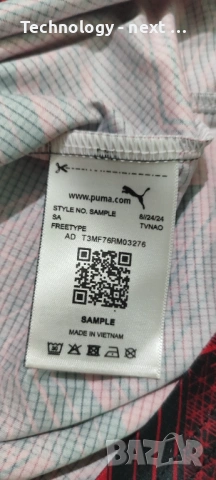 Technology - next ...
www.puma.com
STYLE NO. SAMPLE 6/24/24
SA TVNAO
FREETYPE
AD T3MF76RM03276
SAMPLE
MADE IN VIETNAM
BAZAR
bg